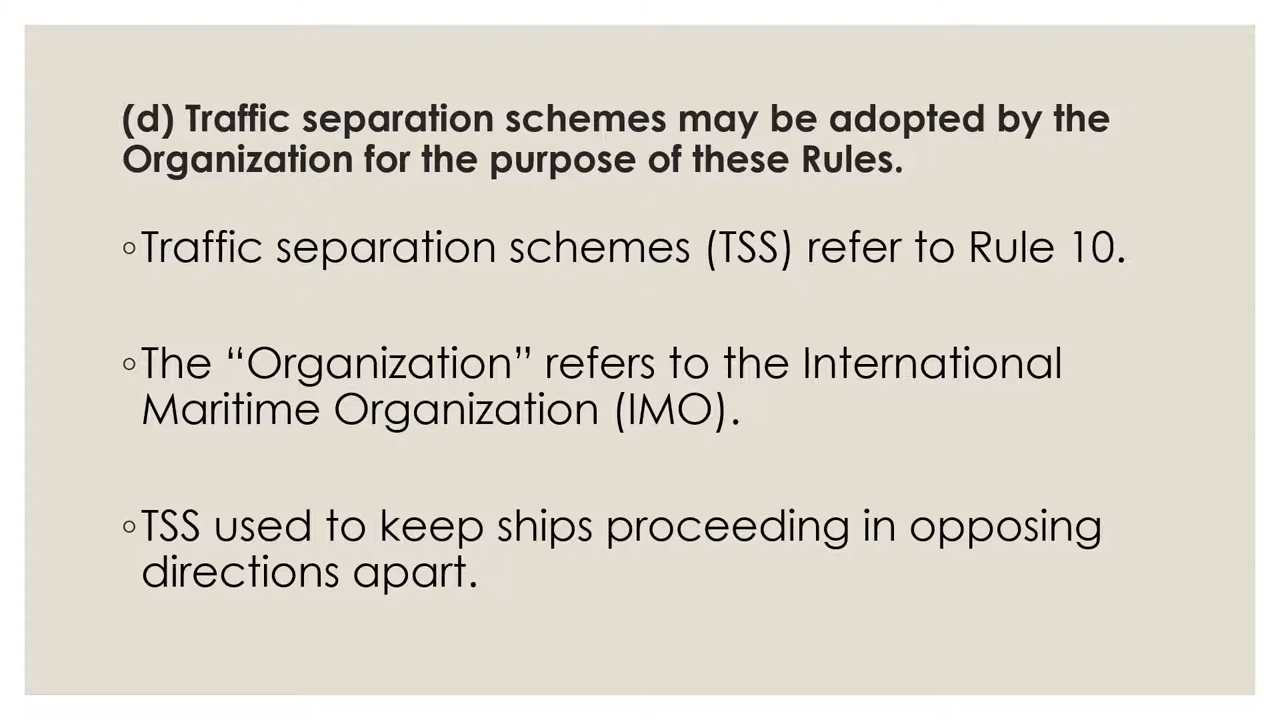 (d) Traffic separation schemes may be adopted by the
Organization for the purpose of these Rules.
◦Traffic separation schemes (TSS) refer to Rule 10.
◦The “Organization” refers to the International
Maritime Organization (IMO).
◦TSS used to keep ships proceeding in opposing
directions apart.